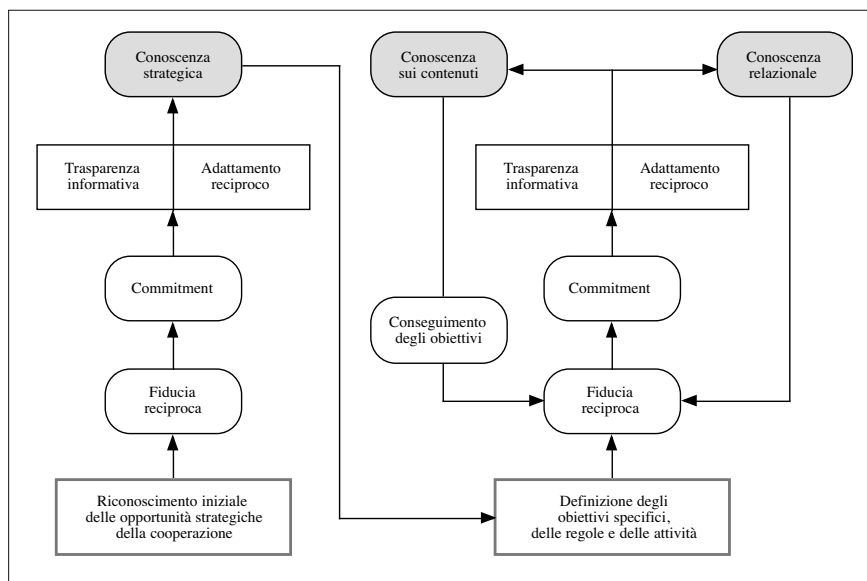 Conoscenza
strategica
Conoscenza
sui contenuti
Conoscenza
relazionale
Trasparenza
informativa
Adattamento
reciproco
Trasparenza
informativa
Adattamento
reciproco
Commitment
Commitment
Conseguimento
degli obiettivi
Fiducia
reciproca
Fiducia
reciproca
Riconoscimento iniziale
delle opportunità strategiche
della cooperazione
Definizione degli
obiettivi specifici,
delle regole e delle attività